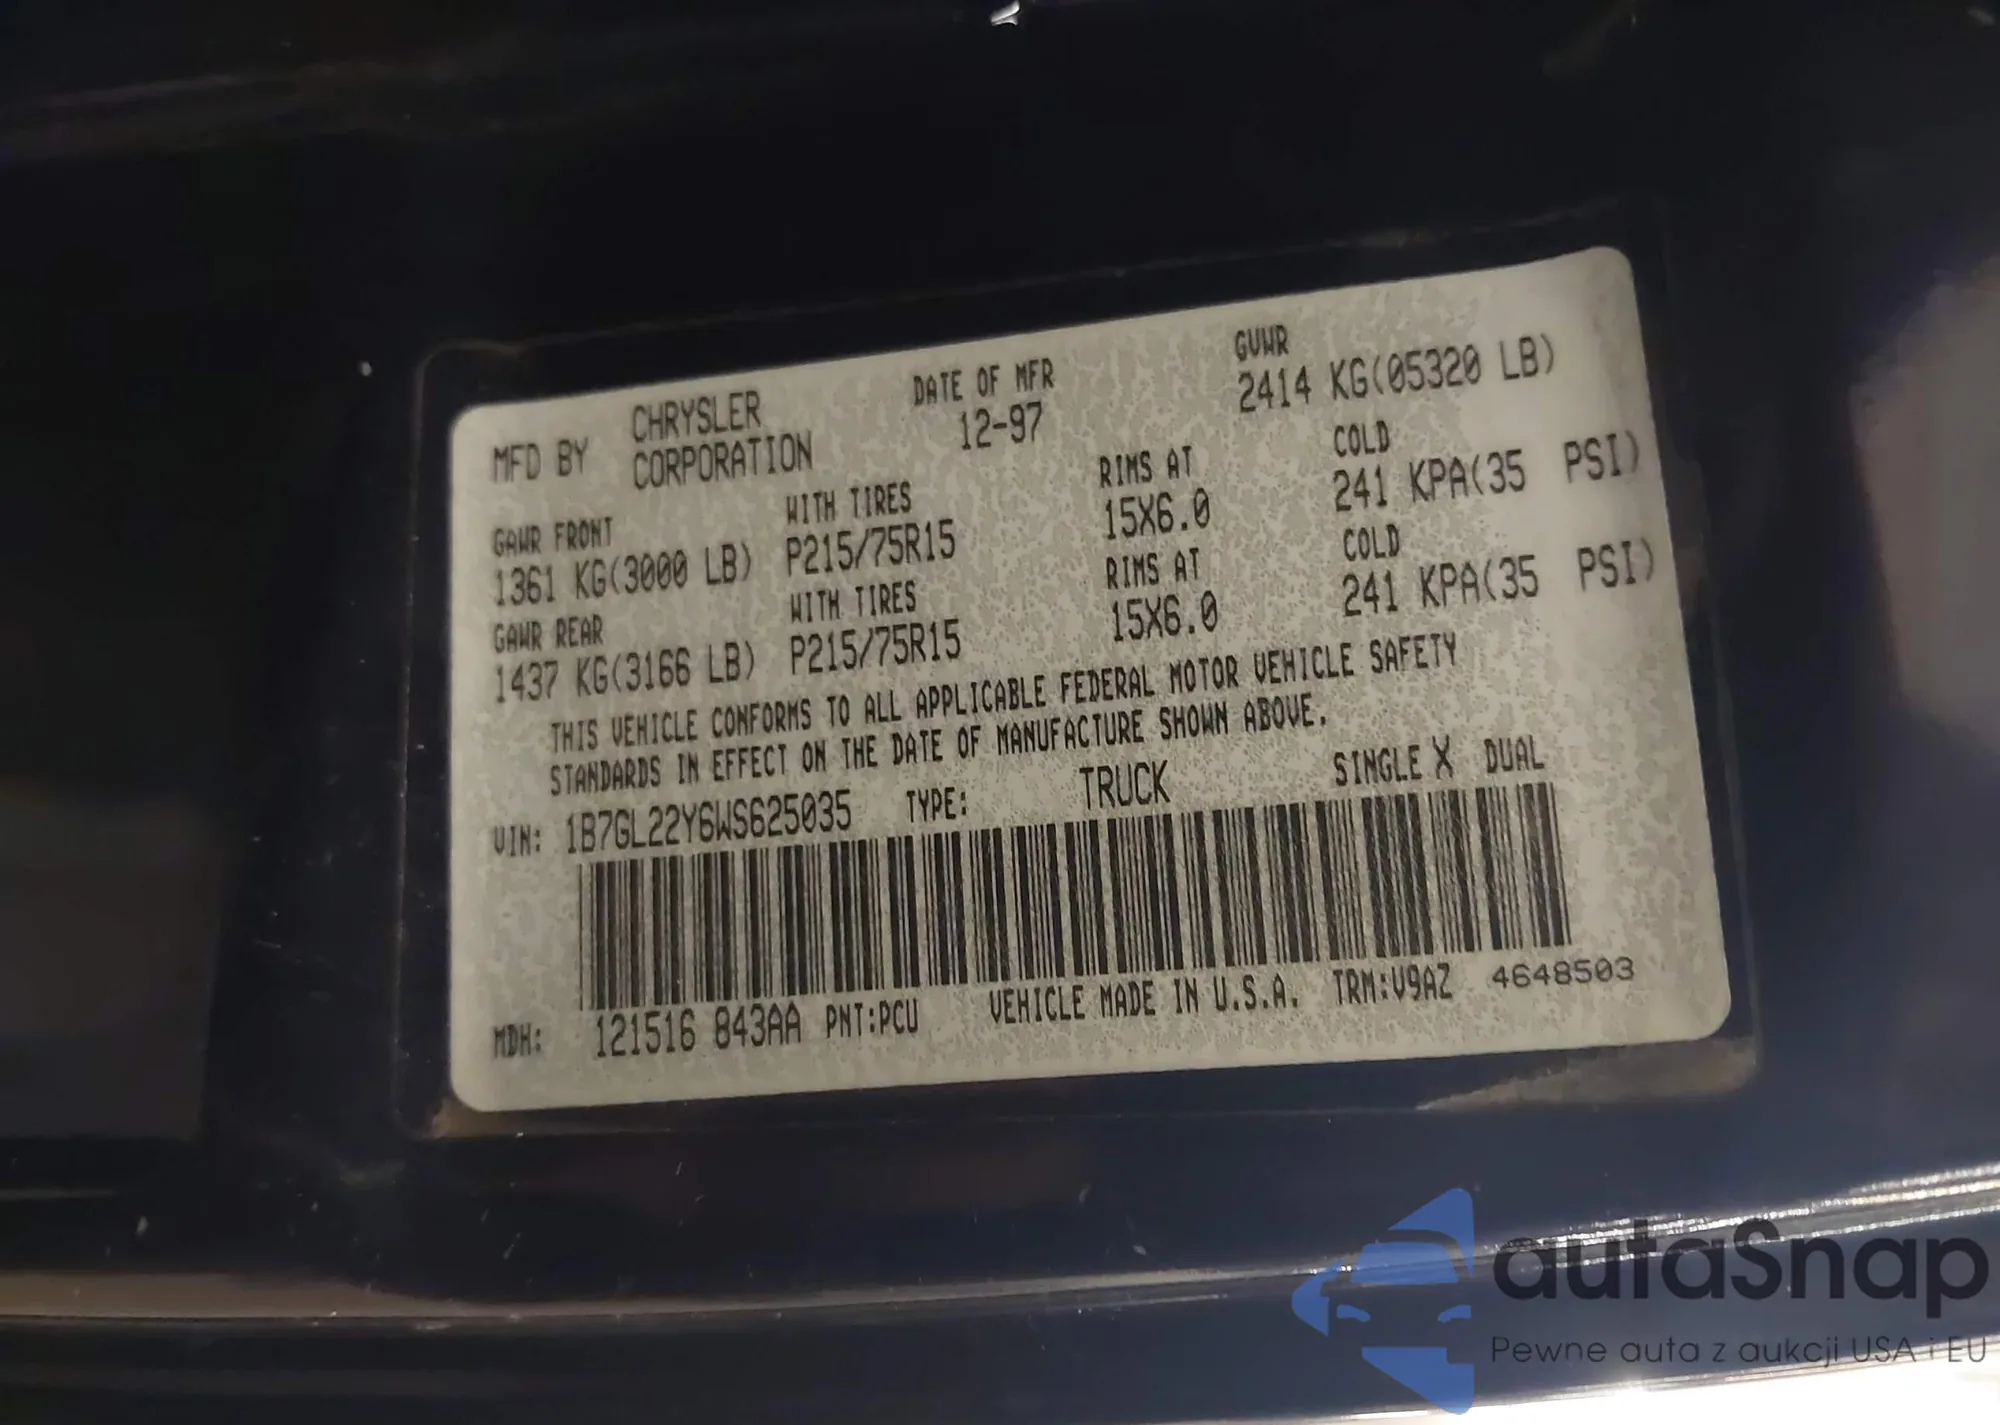 MFD BY CHRYSLER CORPORATION DATE OF MFR 12-97 GVWR 2414 KG(05320 LB)
GAWR FRONT WITH TIRES RIMS AT COLD
1361 KG(3000 LB) P215/75R15 15X6.0 241 KPA(35 PSI)
GAWR REAR WITH TIRES RIMS AT COLD
1437 KG(3166 LB) P215/75R15 15X6.0 241 KPA(35 PSI)
THIS VEHICLE CONFORMS TO ALL APPLICABLE FEDERAL MOTOR VEHICLE SAFETY
STANDARDS IN EFFECT ON THE DATE OF MANUFACTURE SHOWN ABOVE.
VIN: 1B7GL22Y6WS625035 TYPE: TRUCK SINGLE X DUAL
MDH: 121516 843AA PNT:PCU VEHICLE MADE IN U.S.A. TRM:V9AZ 4648503
autaSnap
Pewne auta z aukcji USA i EU